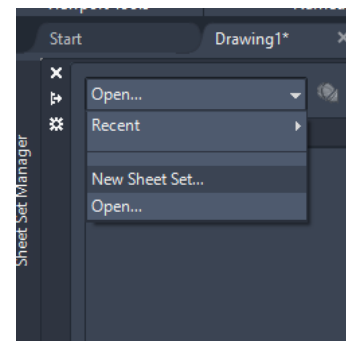 Start
Drawing1*
Open...
Recent
New Sheet Set...
Open...
Sheet Set Manager